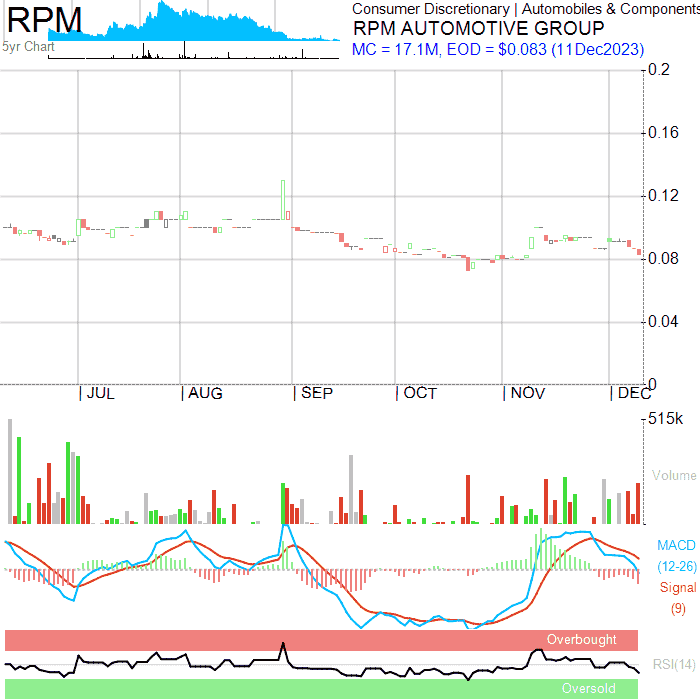 RPM
Consumer Discretionary | Automobiles & Components
RPM AUTOMOTIVE GROUP
5yr Chart
MC = 17.1M, EOD = $0.083 (11Dec2023)
0.2
0.16
0.12
0.08
0.04
0
| JUL | AUG | SEP | OCT | NOV | DEC
515k
Volume
MACD
(12-26)
Signal
(9)
Overbought
RSI(14)
Oversold